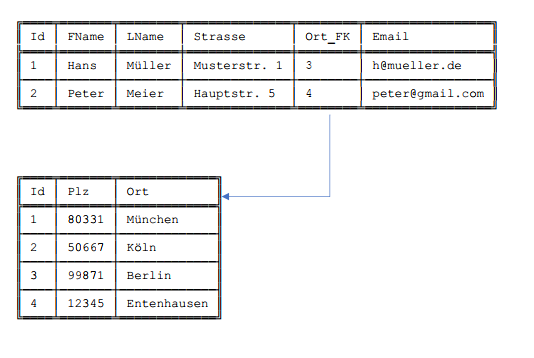 Id FName LName Strasse Ort_FK Email
1 Hans Müller Musterstr. 1 3 h@mueller.de
2 Peter Meier Hauptstr. 5 4 peter@gmail.com
Id Plz Ort
1 80331 München
2 50667 Köln
3 99871 Berlin
4 12345 Entenhausen